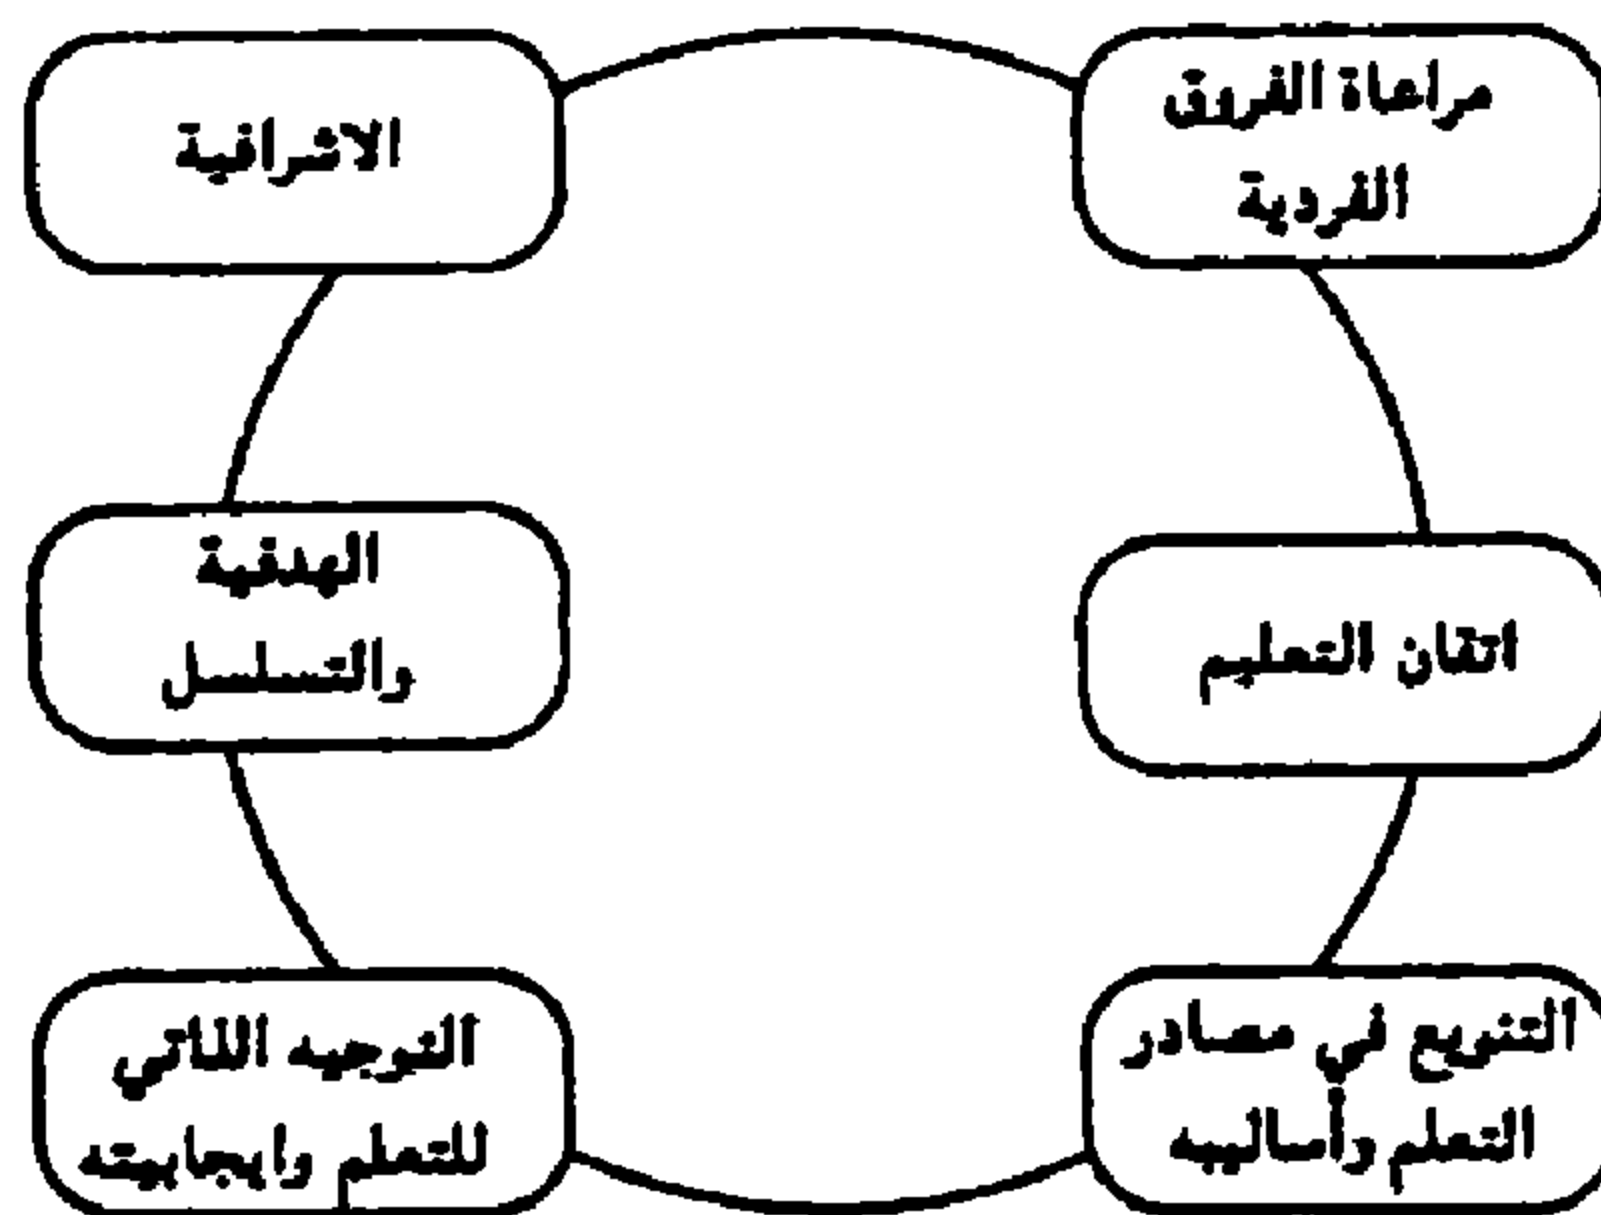 مراعاة الفروق
الفردية
الاشرافية
اتقان التعليم
الهدفية
والتسلسل
التنويع في مصادر
التعلم وأساليبه
التوجيه الذاتي
للتعلم وايجابيته